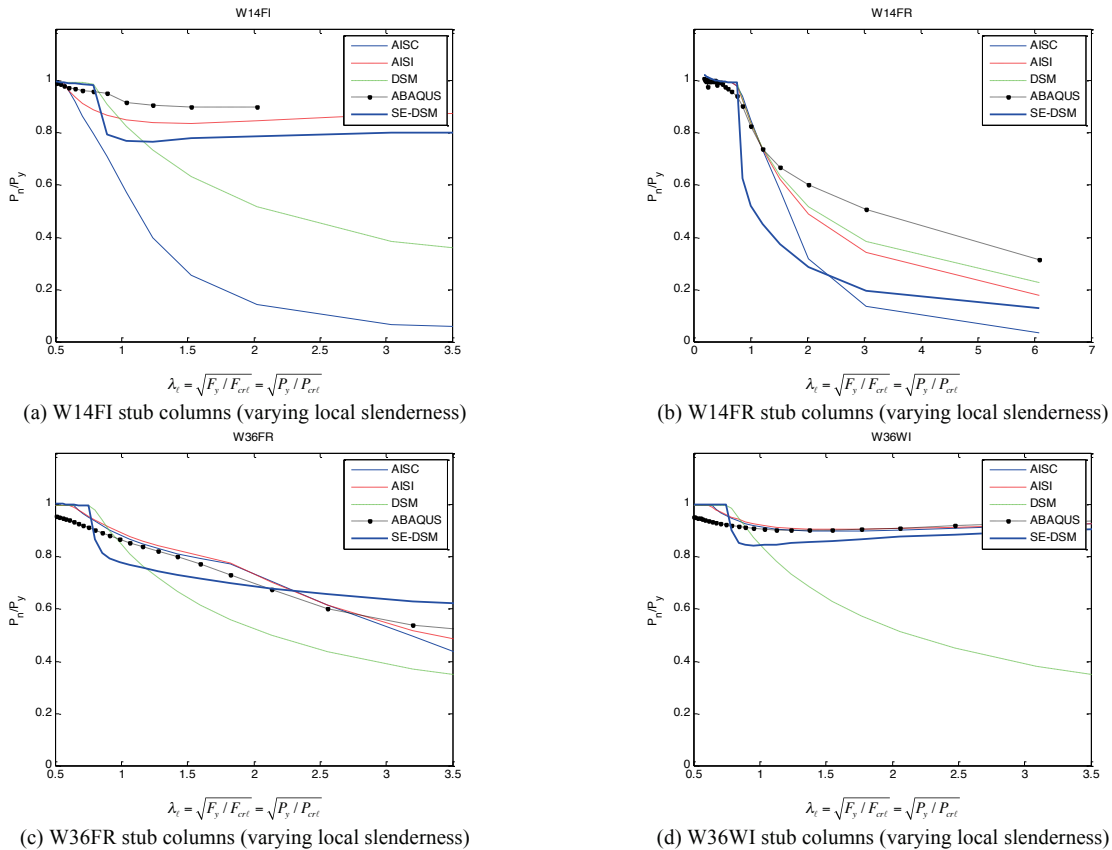 W14FI
AISC
AISI
DSM
ABAQUS
SE-DSM
P_n/P_y
1
0.8
0.6
0.4
0.2
0
0.5 1 1.5 2 2.5 3 3.5
λ_ℓ = √(F_y / F_crℓ) = √(P_y / P_crℓ)
(a) W14FI stub columns (varying local slenderness)
W14FR
AISC
AISI
DSM
ABAQUS
SE-DSM
P_n/P_y
1
0.8
0.6
0.4
0.2
0
0 1 2 3 4 5 6 7
λ_ℓ = √(F_y / F_crℓ) = √(P_y / P_crℓ)
(b) W14FR stub columns (varying local slenderness)
W36FR
AISC
AISI
DSM
ABAQUS
SE-DSM
P_n/P_y
1
0.8
0.6
0.4
0.2
0
0.5 1 1.5 2 2.5 3 3.5
λ_ℓ = √(F_y / F_crℓ) = √(P_y / P_crℓ)
(c) W36FR stub columns (varying local slenderness)
W36WI
AISC
AISI
DSM
ABAQUS
SE-DSM
P_n/P_y
1
0.8
0.6
0.4
0.2
0
0.5 1 1.5 2 2.5 3 3.5
λ_ℓ = √(F_y / F_crℓ) = √(P_y / P_crℓ)
(d) W36WI stub columns (varying local slenderness)